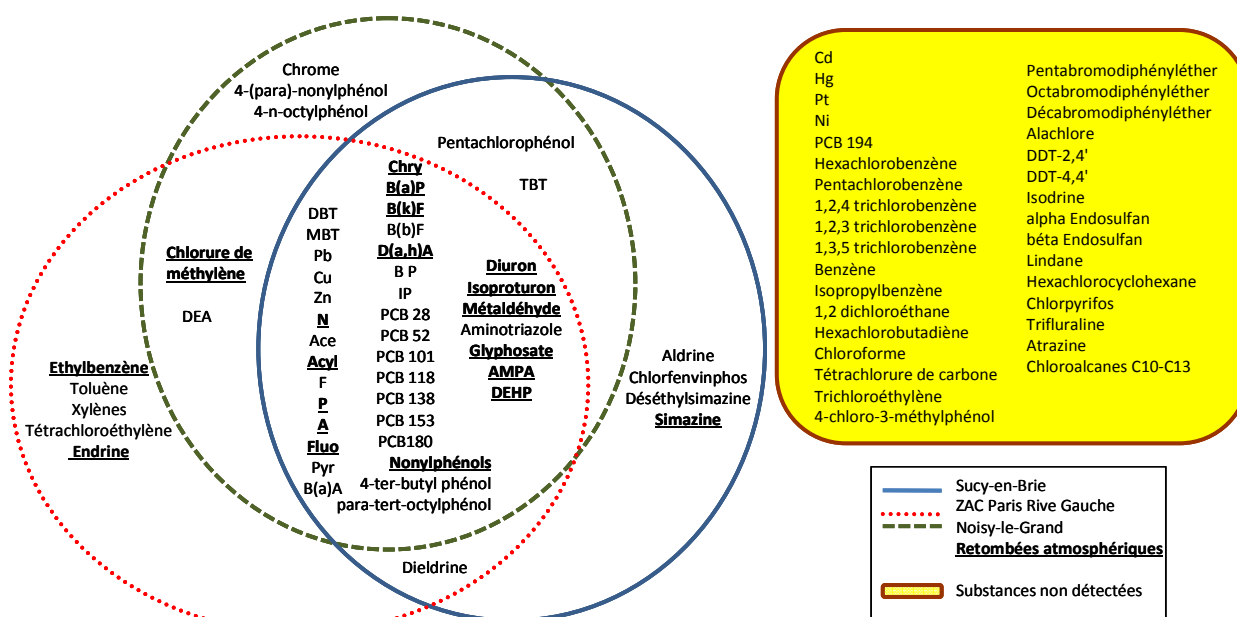 Chrome
4-(para)-nonylphénol
4-n-octylphénol
Pentachlorophénol
TBT
Chlorure de
méthylène
DEA
Ethylbenzène
Toluène
Xylènes
Tétrachloroéthylène
Endrine
DBT
MBT
Pb
Cu
Zn
N
Ace
Acyl
F
P
A
Fluo
Pyr
B(a)A
Chry
B(a)P
B(k)F
B(b)F
D(a,h)A
B P
IP
PCB 28
PCB 52
PCB 101
PCB 118
PCB 138
PCB 153
PCB180
Nonylphénols
4-ter-butyl phénol
para-tert-octylphénol
Diuron
Isoproturon
Métaldéhyde
Aminotriazole
Glyphosate
AMPA
DEHP
Aldrine
Chlorfenvinphos
Déséthylsimazine
Simazine
Dieldrine
Cd
Hg
Pt
Ni
PCB 194
Hexachlorobenzène
Pentachlorobenzène
1,2,4 trichlorobenzène
1,2,3 trichlorobenzène
1,3,5 trichlorobenzène
Benzène
Isopropylbenzène
1,2 dichloroéthane
Hexachlorobutadiène
Chloroforme
Tétrachlorure de carbone
Trichloroéthylène
4-chloro-3-méthylphénol
Pentabromodiphényléther
Octabromodiphényléther
Décabromodiphényléther
Alachlore
DDT-2,4'
DDT-4,4'
Isodrine
alpha Endosulfan
béta Endosulfan
Lindane
Hexachlorocyclohexane
Chlorpyrifos
Trifluraline
Atrazine
Chloroalcanes C10-C13
Sucy-en-Brie
ZAC Paris Rive Gauche
Noisy-le-Grand
Retombées atmosphériques
Substances non détectées